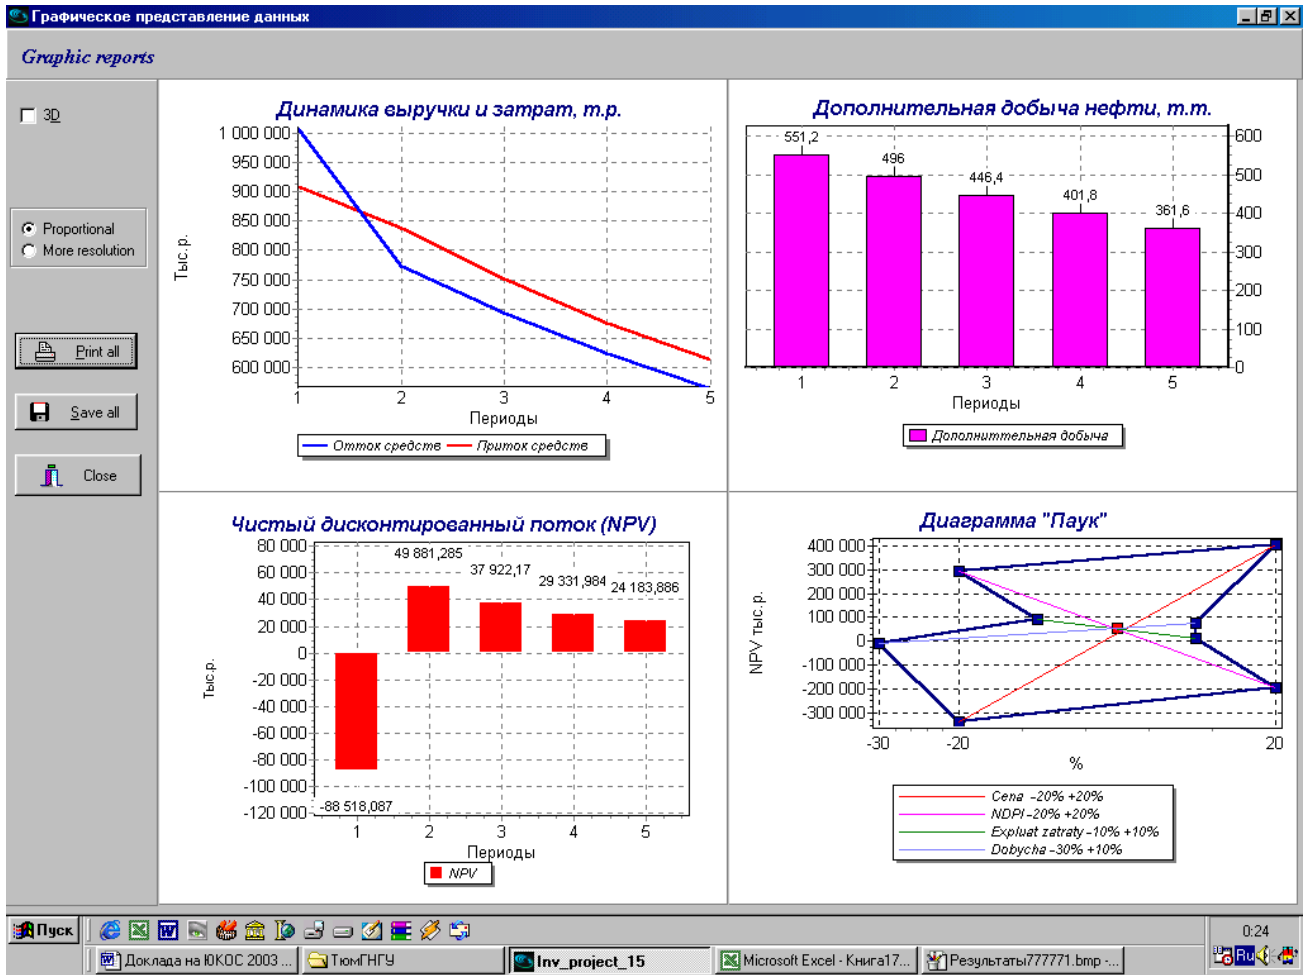 Графическое представление данных
Graphic reports
3D
Proportional
More resolution
Print all
Save all
Close
Динамика выручки и затрат, т.р.
1 000 000
950 000
900 000
850 000
800 000
750 000
700 000
650 000
600 000
Тыс.р.
1 2 3 4 5
Периоды
Отток средств Приток средств
Дополнительная добыча нефти, т.т.
551,2
496
446,4
401,8
361,6
600
500
400
300
200
100
0
1 2 3 4 5
Периоды
Дополниттельная добыча
Чистый дисконтированный поток (NPV)
80 000
60 000
40 000
20 000
0
-20 000
-40 000
-60 000
-80 000
-100 000
-120 000
Тыс.р.
49 881,285
37 922,17
29 331,984
24 183,886
-88 518,087
1 2 3 4 5
Периоды
NPV
Диаграмма "Паук"
400 000
300 000
200 000
100 000
0
-100 000
-200 000
-300 000
NPV тыс.р.
-30 -20 20
%
Cena -20% +20%
NDPI -20% +20%
Expluat zatraty -10% +10%
Dobycha -30% +10%
Пуск
0:24
Доклада на ЮКОС 2003 ...
ТюмГНГУ
Inv_project_15
Microsoft Excel - Книга17...
Результаты777771.bmp -...
Ru